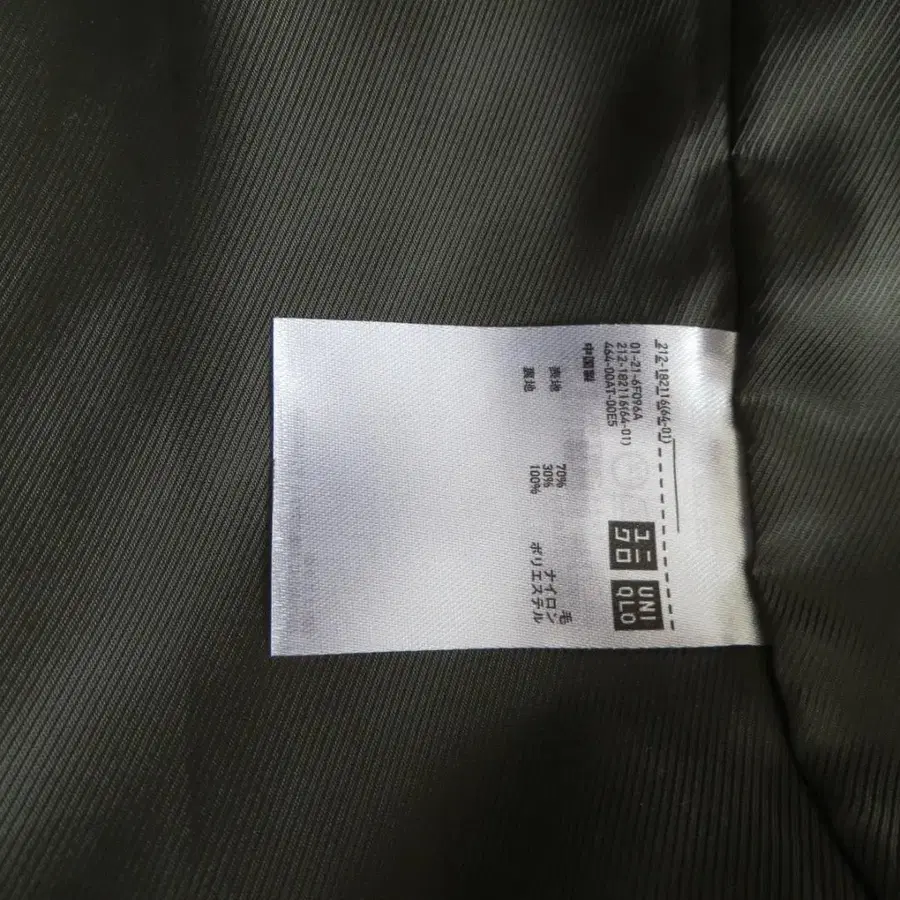 212-182116(64-01)
ユニクロ
UNIQLO
01-21-6F096A
212-182116(64-01)
464-00AT-00E5
中国製
表地 70% 毛
30% ナイロン
裏地 100% ポリエステル